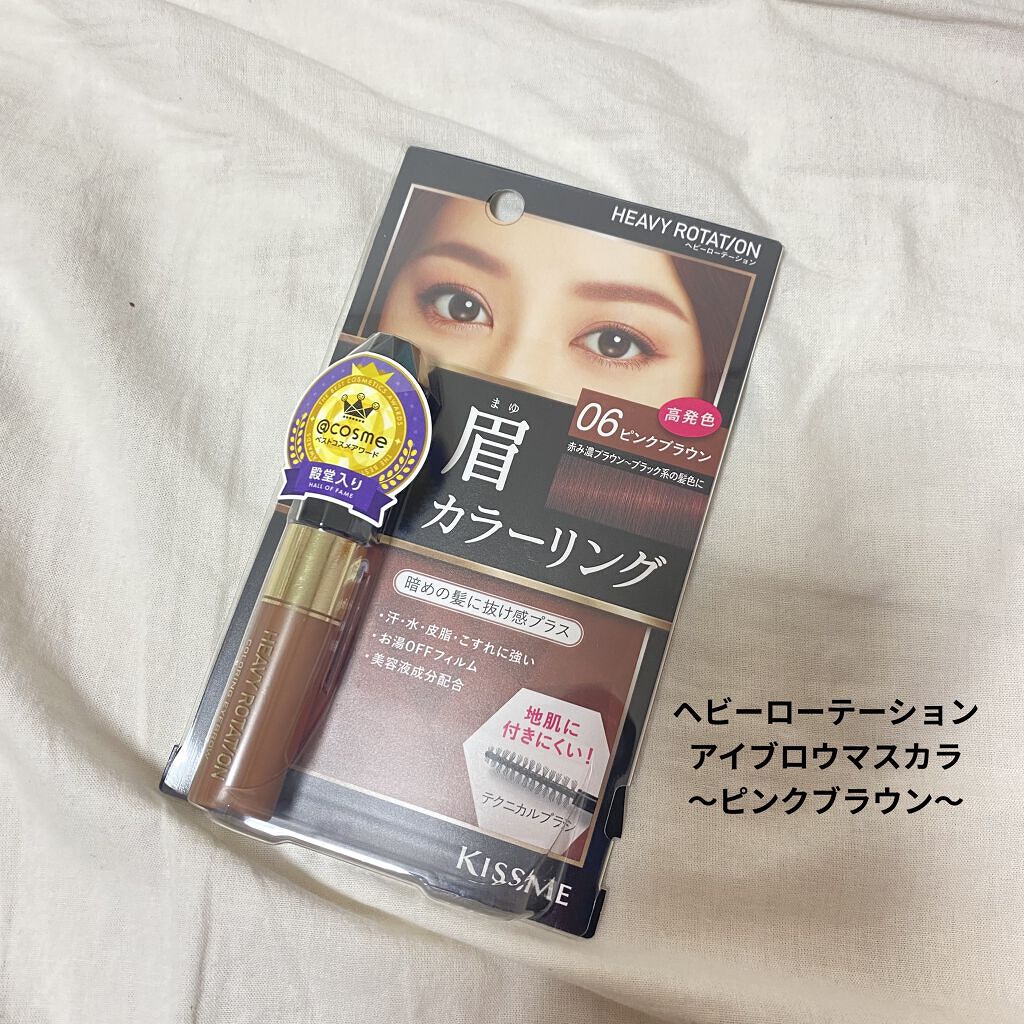 HEAVY ROTATION
ヘビーローテーション
THE BEST COSMETICS AWARDS
@cosme
ベストコスメアワード
殿堂入り
HALL OF FAME
高発色
06 ピンクブラウン
赤み濃ブラウン~ブラック系の髪色に
まゆ
眉
カラーリング
暗めの髪に抜け感プラス
・汗・水・皮脂・こすれに強い
・お湯OFFフィルム
・美容液成分配合
地肌に
付きにくい!
テクニカルブラシ
KISSME
HEAVY ROTATION
COLORING EYEBROW
ヘビーローテーション
アイブロウマスカラ
~ピンクブラウン~